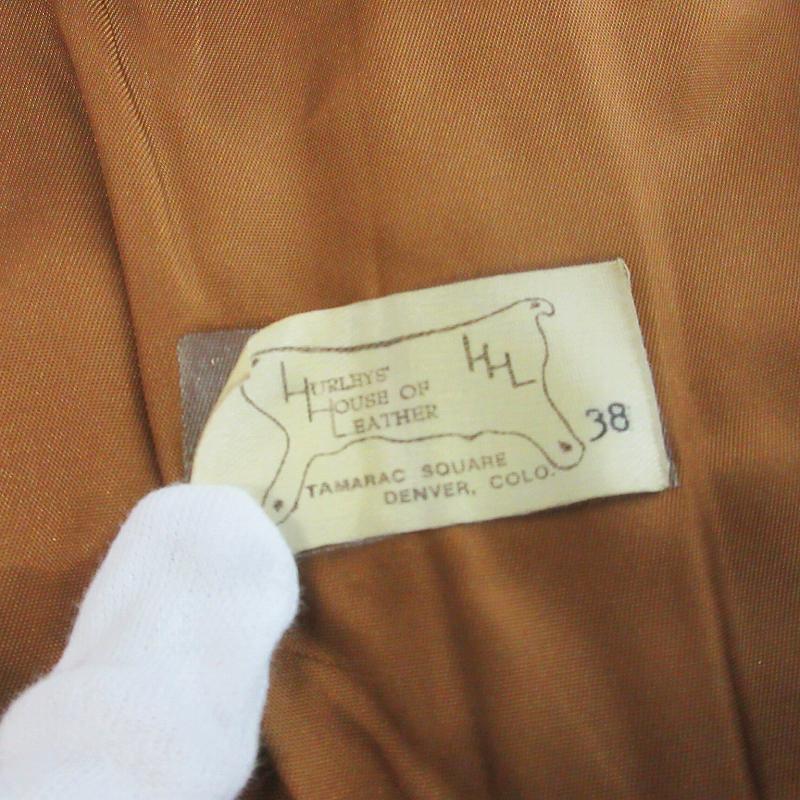 HURLEYS'
HOUSE OF
LEATHER
HHL
38
TAMARAC SQUARE
DENVER, COLO.